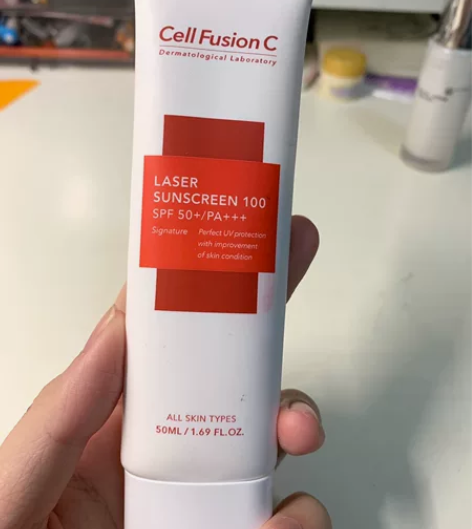 Cell Fusion C
Dermatological Laboratory
LASER
SUNSCREEN 100
SPF 50+/PA+++
Signature Perfect UV protection
with improvement
of skin condition
ALL SKIN TYPES
50ML / 1.69 FL.OZ.